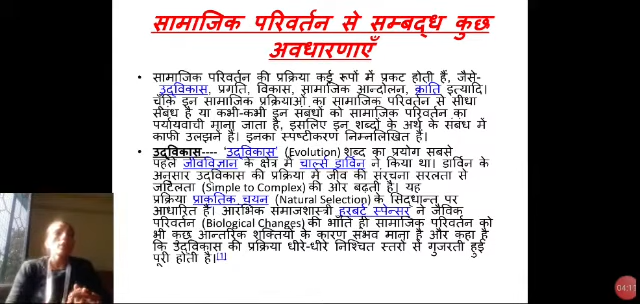 सामाजिक परिवर्तन से सम्बद्ध कुछ
अवधारणाएँ
• सामाजिक परिवर्तन की प्रक्रिया कई रूपों में प्रकट होती हैं, जैसे-
उद्विकास, प्रगति, विकास, सामाजिक आन्दोलन, क्रांति इत्यादि।
चूँकि इन सामाजिक प्रक्रियाओं का सामाजिक परिवर्तन से सीधा
संबंध है या कभी-कभी इन संबंधों को सामाजिक परिवर्तन का
पर्यायवाची माना जाता है, इसलिए इन शब्दों के अर्थ के संबंध में
काफी उलझनें हैं। इनका स्पष्टीकरण निम्नलिखित है।
• उद्विकास---- 'उद्विकास' (Evolution) शब्द का प्रयोग सबसे
पहले जीवविज्ञान के क्षेत्र में चार्ल्स डार्विन ने किया था। डार्विन के
अनुसार उद्विकास की प्रक्रिया में जीव की संरचना सरलता से
जटिलता (Simple to Complex) की ओर बढ़ती है। यह
प्रक्रिया प्राकृतिक चयन (Natural Selection) के सिद्धान्त पर
आधारित है। आरंभिक समाजशास्त्री हरबर्ट स्पेन्सर ने जैविक
परिवर्तन (Biological Changes) की भाँति ही सामाजिक परिवर्तन को
भी कुछ आन्तरिक शक्तियों के कारण संभव माना है और कहा है
कि उद्विकास की प्रक्रिया धीरे-धीरे निश्चित स्तरों से गुजरती हुई
पूरी होती है।[1]
04:11